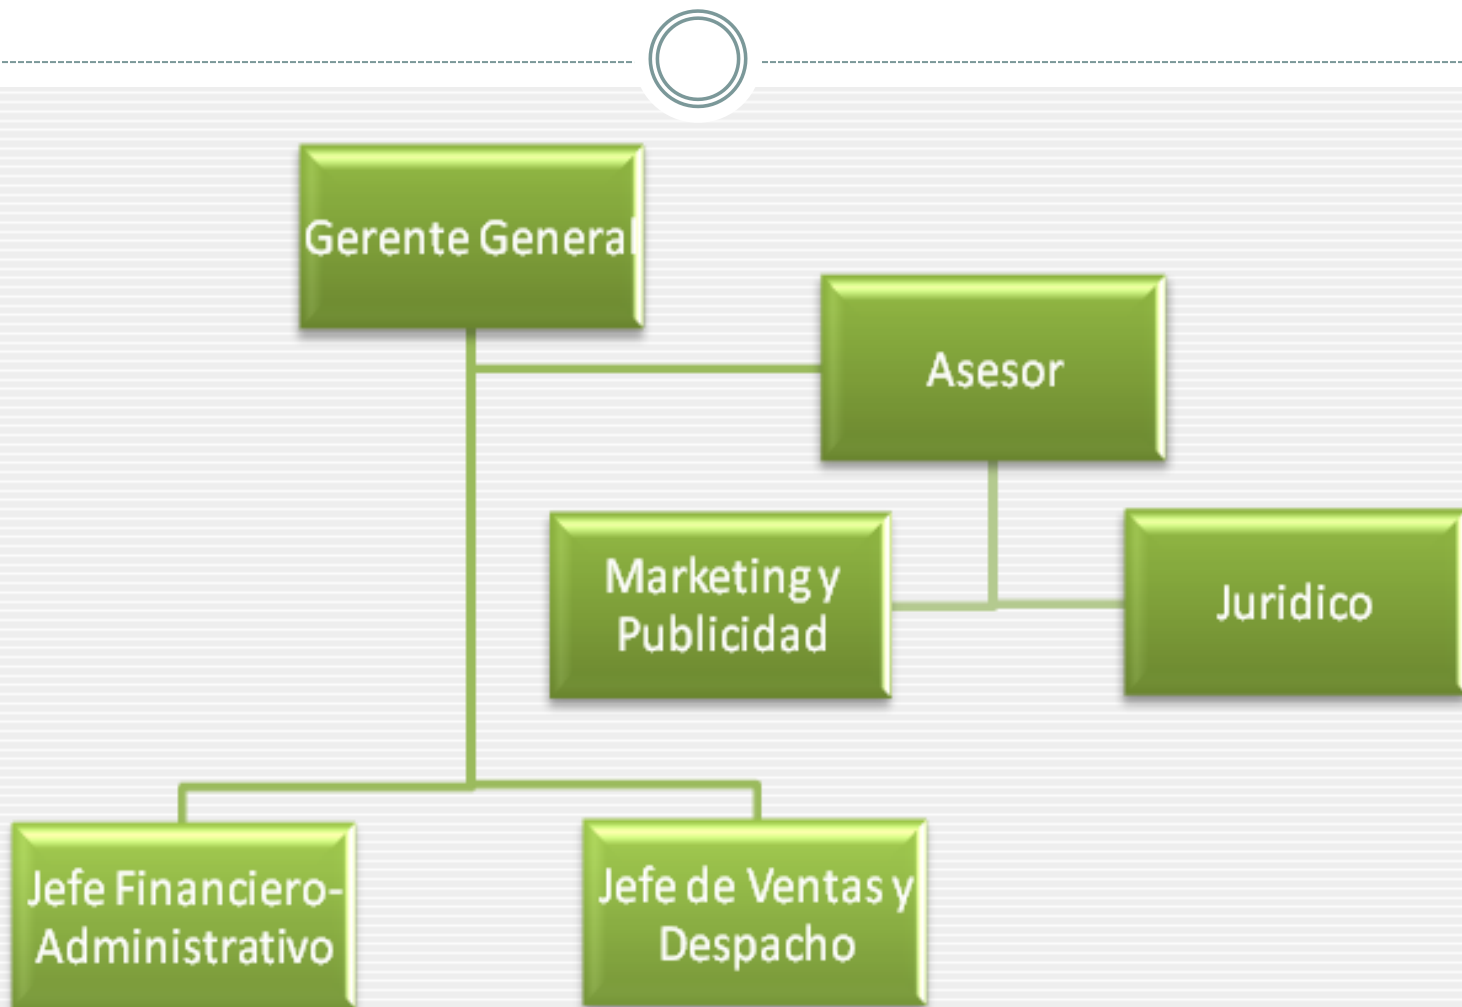 Gerente General
Asesor
Marketing y
Publicidad
Juridico
Jefe Financiero-
Administrativo
Jefe de Ventas y
Despacho